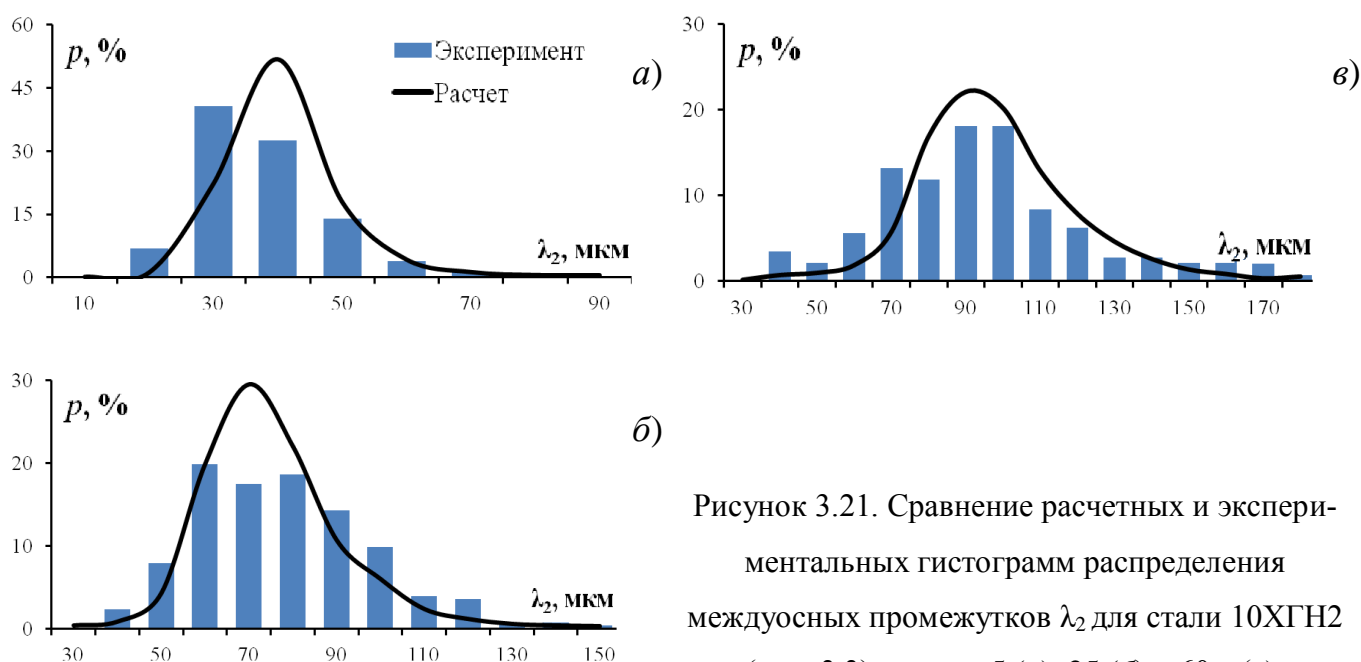 60
p, %
Эксперимент
Расчет
а)
45
30
15
0
λ₂, мкм
10 30 50 70 90
30
p, %
в)
20
10
0
λ₂, мкм
30 50 70 90 110 130 150 170
30
p, %
б)
20
10
0
λ₂, мкм
30 50 70 90 110 130 150
Рисунок 3.21. Сравнение расчетных и экспери-
ментальных гистограмм распределения
междуосных промежутков λ₂ для стали 10ХГН2